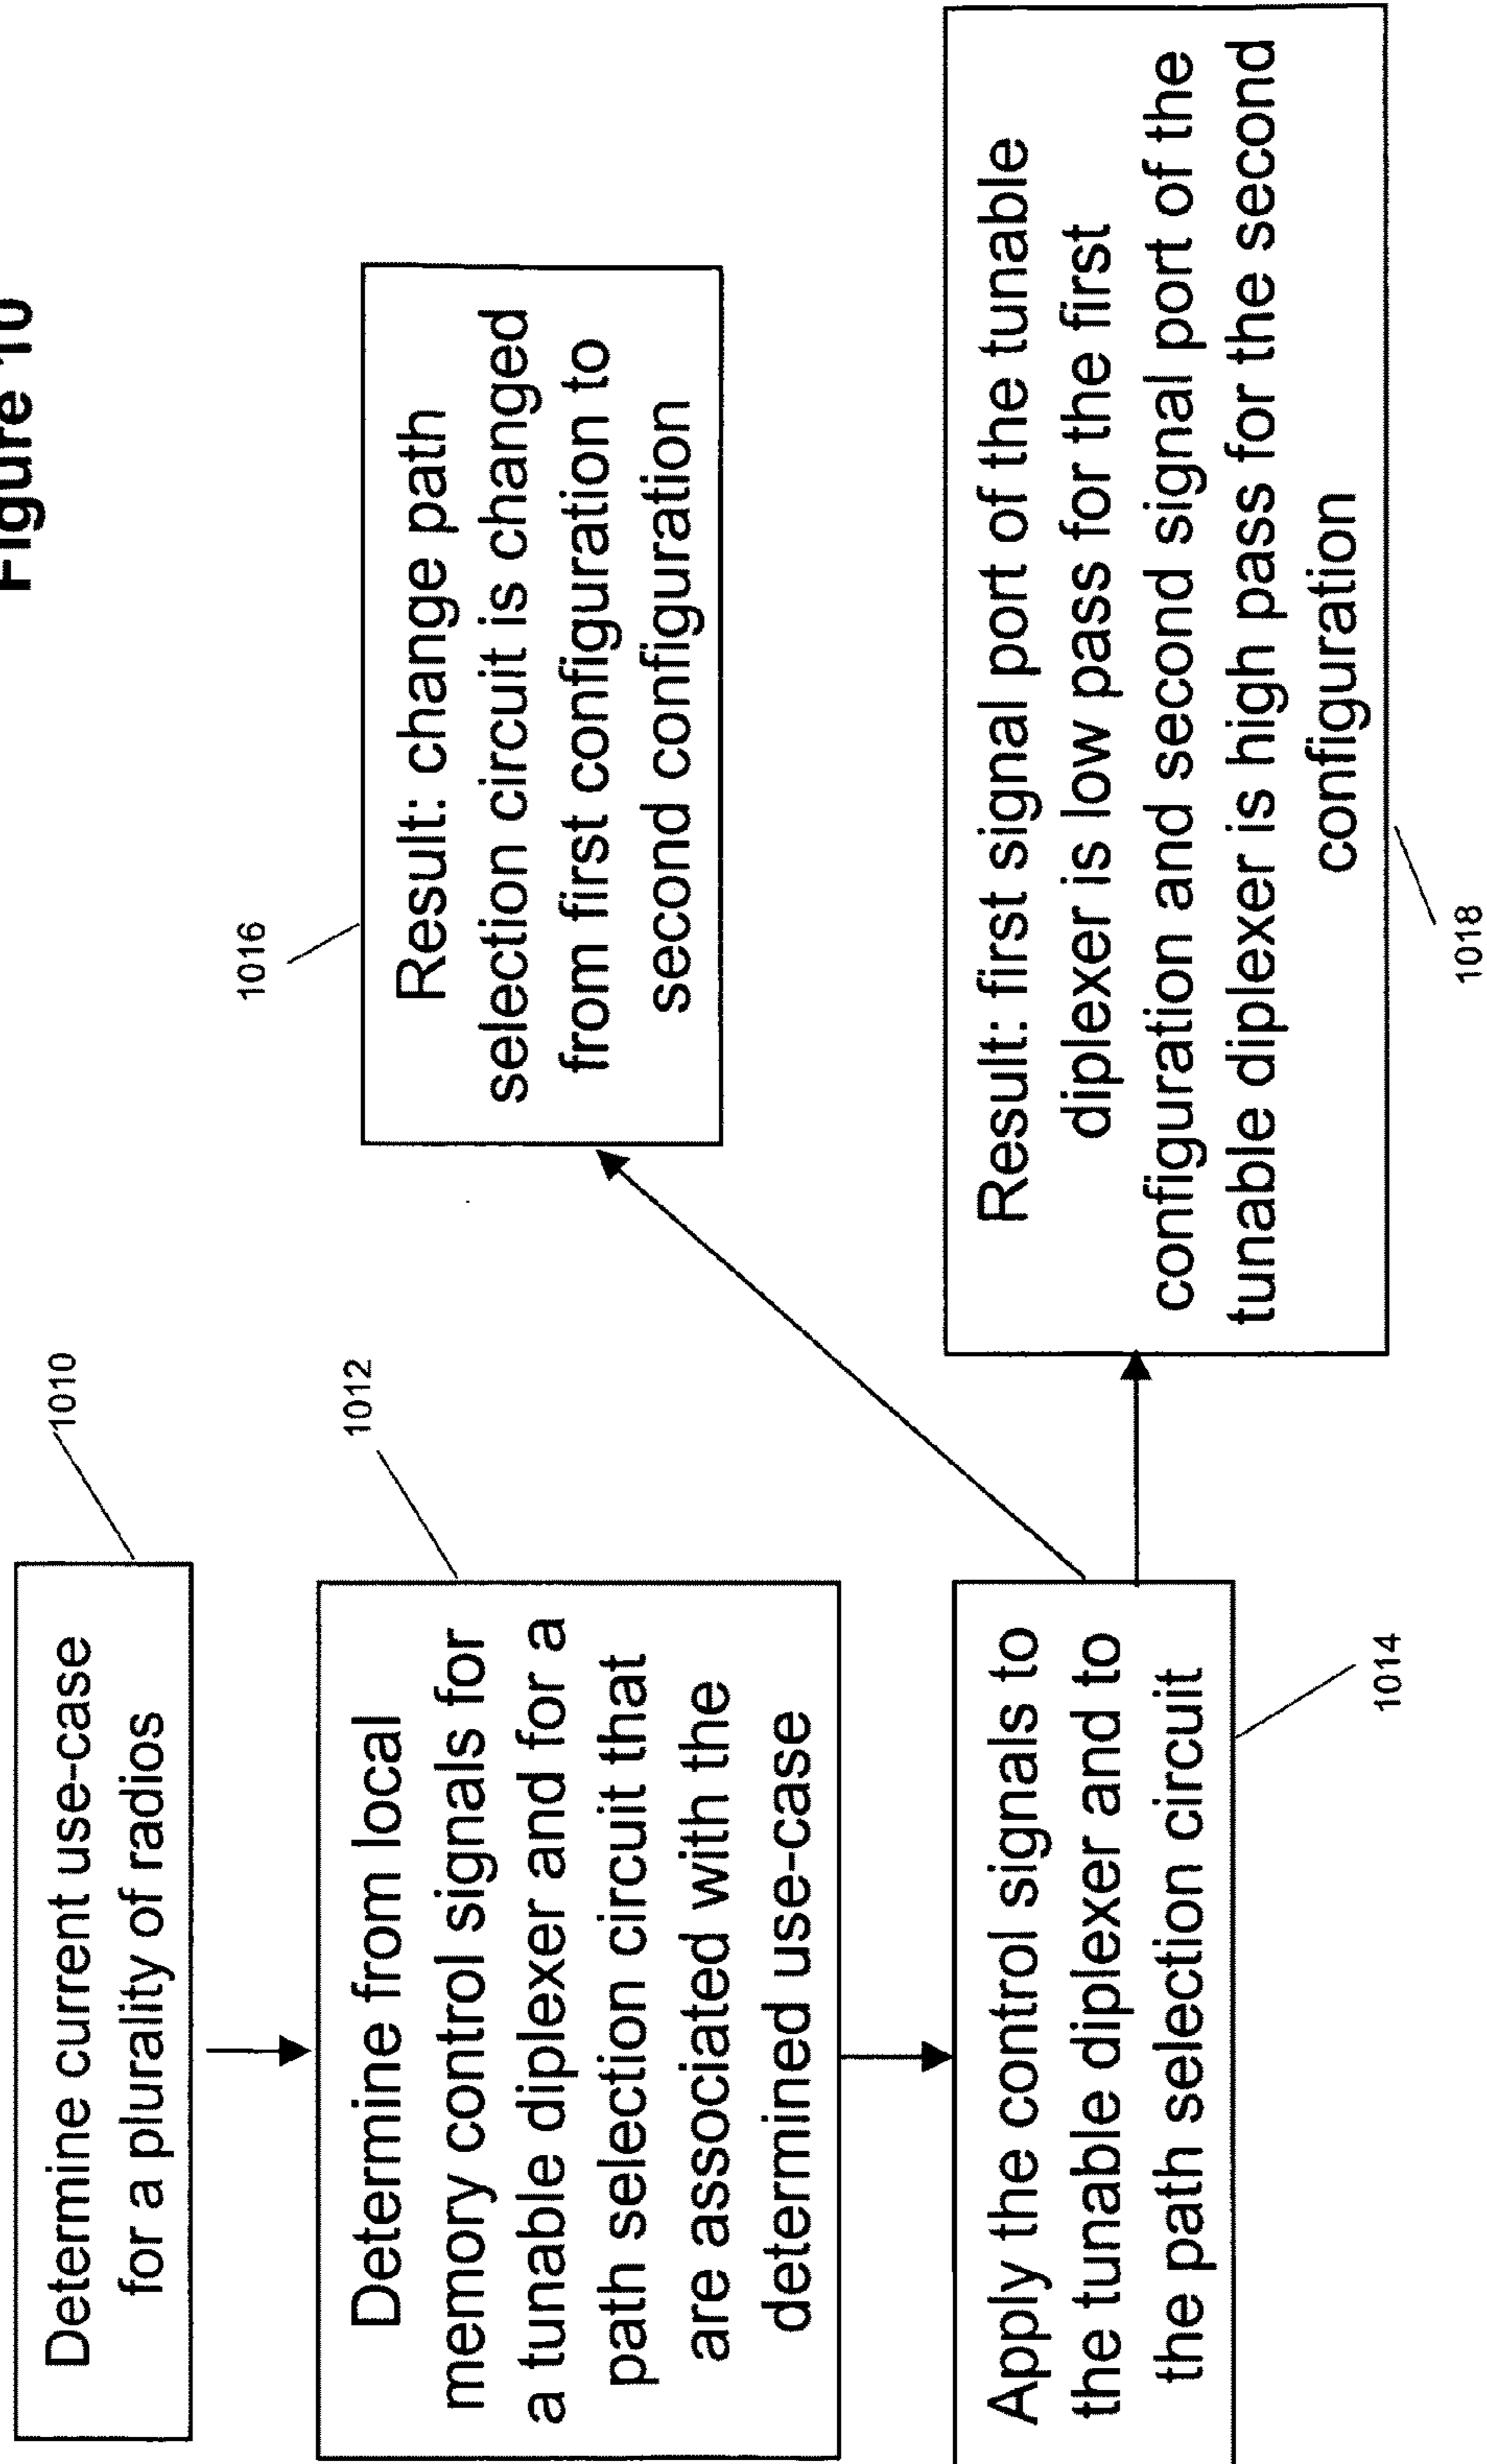 Figure 10
1010
Determine current use-case
for a plurality of radios
1012
Determine from local
memory control signals for
a tunable diplexer and for a
path selection circuit that
are associated with the
determined use-case
Apply the control signals to
the tunable diplexer and to
the path selection circuit
1014
1016
Result: change path
selection circuit is changed
from first configuration to
second configuration
Result: first signal port of the tunable
diplexer is low pass for the first
configuration and second signal port of the
tunable diplexer is high pass for the second
configuration
1018